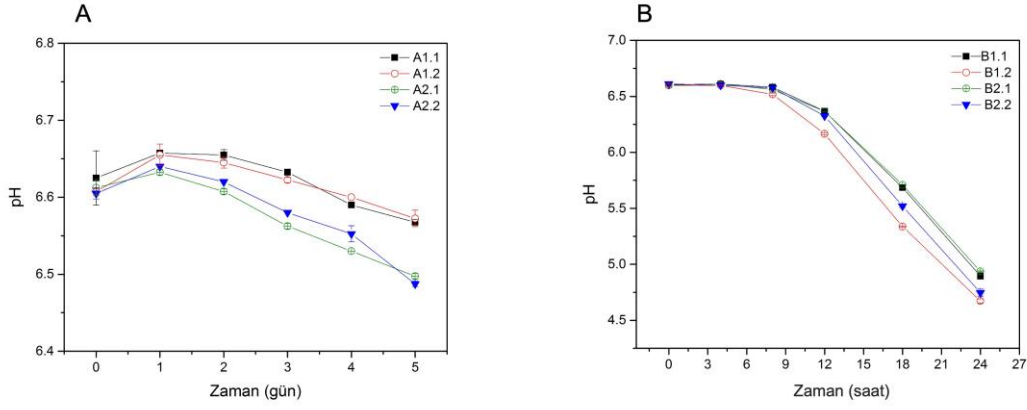 A
6.8
6.7
6.6
6.5
6.4
pH
A1.1
A1.2
A2.1
A2.2
0 1 2 3 4 5
Zaman (gün)
B
7.0
6.5
6.0
5.5
5.0
4.5
pH
B1.1
B1.2
B2.1
B2.2
0 3 6 9 12 15 18 21 24 27
Zaman (saat)